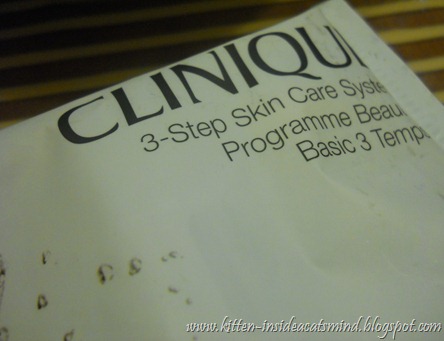 CLINIQU
3-Step Skin Care Syste
Programme Beau
Basic 3 Temp
www.kitten-insideacatsmind.blogspot.com